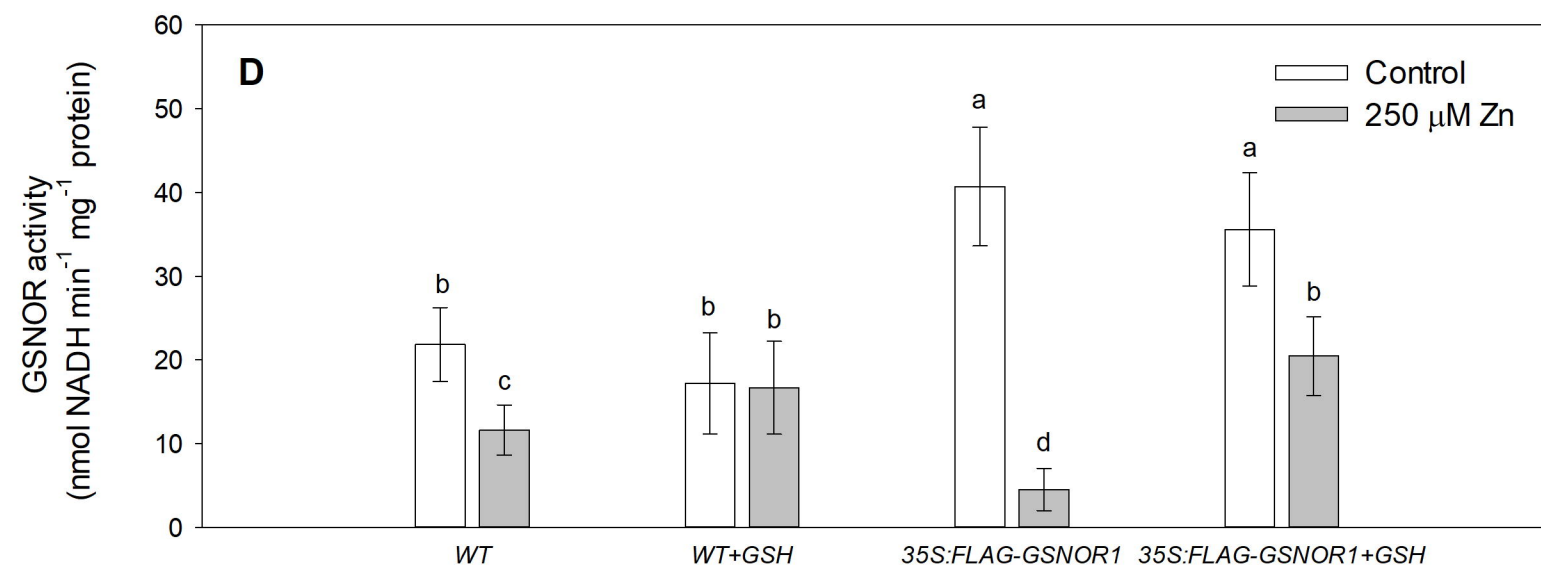 D
Control
250 μM Zn
GSNOR activity
(nmol NADH min⁻¹ mg⁻¹ protein)
60
50
40
30
20
10
0
b
c
b
b
a
d
a
b
WT
WT+GSH
35S:FLAG-GSNOR1
35S:FLAG-GSNOR1+GSH